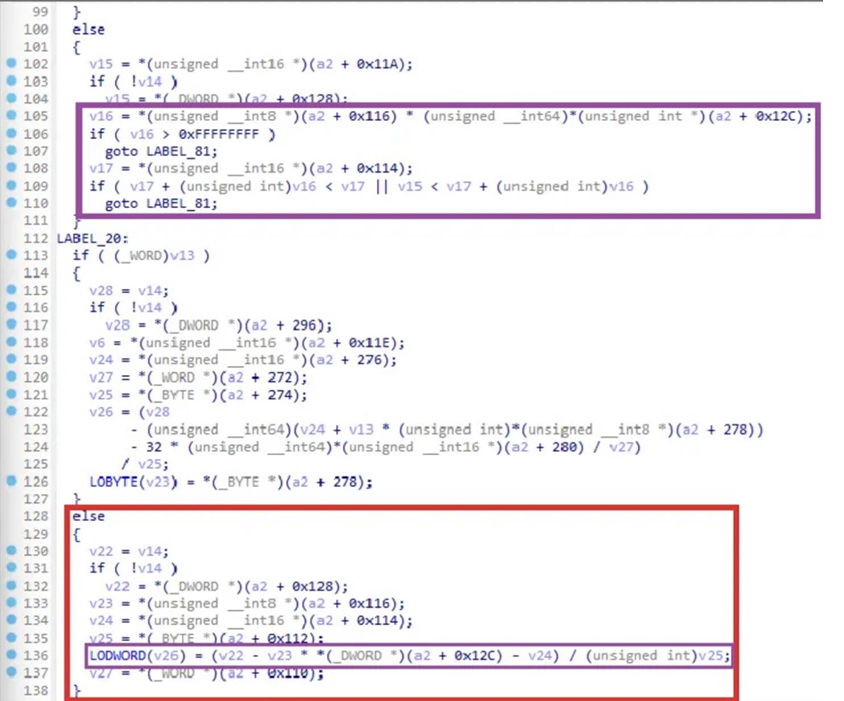 99 }
100 else
101 {
102 v15 = *(unsigned __int16 *)(a2 + 0x11A);
103 if ( !v14 )
104 v15 = *(_DWORD *)(a2 + 0x128);
105 v16 = *(unsigned __int8 *)(a2 + 0x116) * (unsigned __int64)*(unsigned int *)(a2 + 0x12C);
106 if ( v16 > 0xFFFFFFFF )
107 goto LABEL_81;
108 v17 = *(unsigned __int16 *)(a2 + 0x114);
109 if ( v17 + (unsigned int)v16 < v17 || v15 < v17 + (unsigned int)v16 )
110 goto LABEL_81;
111 }
112 LABEL_20:
113 if ( (_WORD)v13 )
114 {
115 v28 = v14;
116 if ( !v14 )
117 v28 = *(_DWORD *)(a2 + 296);
118 v6 = *(unsigned __int16 *)(a2 + 0x11E);
119 v24 = *(unsigned __int16 *)(a2 + 276);
120 v27 = *(_WORD *)(a2 + 272);
121 v25 = *(_BYTE *)(a2 + 274);
122 v26 = (v28
123 - (unsigned __int64)(v24 + v13 * (unsigned int)*(unsigned __int8 *)(a2 + 278))
124 - 32 * (unsigned __int64)*(unsigned __int16 *)(a2 + 280) / v27)
125 / v25;
126 LOBYTE(v23) = *(_BYTE *)(a2 + 278);
127 }
128 else
129 {
130 v22 = v14;
131 if ( !v14 )
132 v22 = *(_DWORD *)(a2 + 0x128);
133 v23 = *(unsigned __int8 *)(a2 + 0x116);
134 v24 = *(unsigned __int16 *)(a2 + 0x114);
135 v25 = *(_BYTE *)(a2 + 0x112);
136 LODWORD(v26) = (v22 - v23 * *(_DWORD *)(a2 + 0x12C) - v24) / (unsigned int)v25;
137 v27 = *(_WORD *)(a2 + 0x110);
138 }